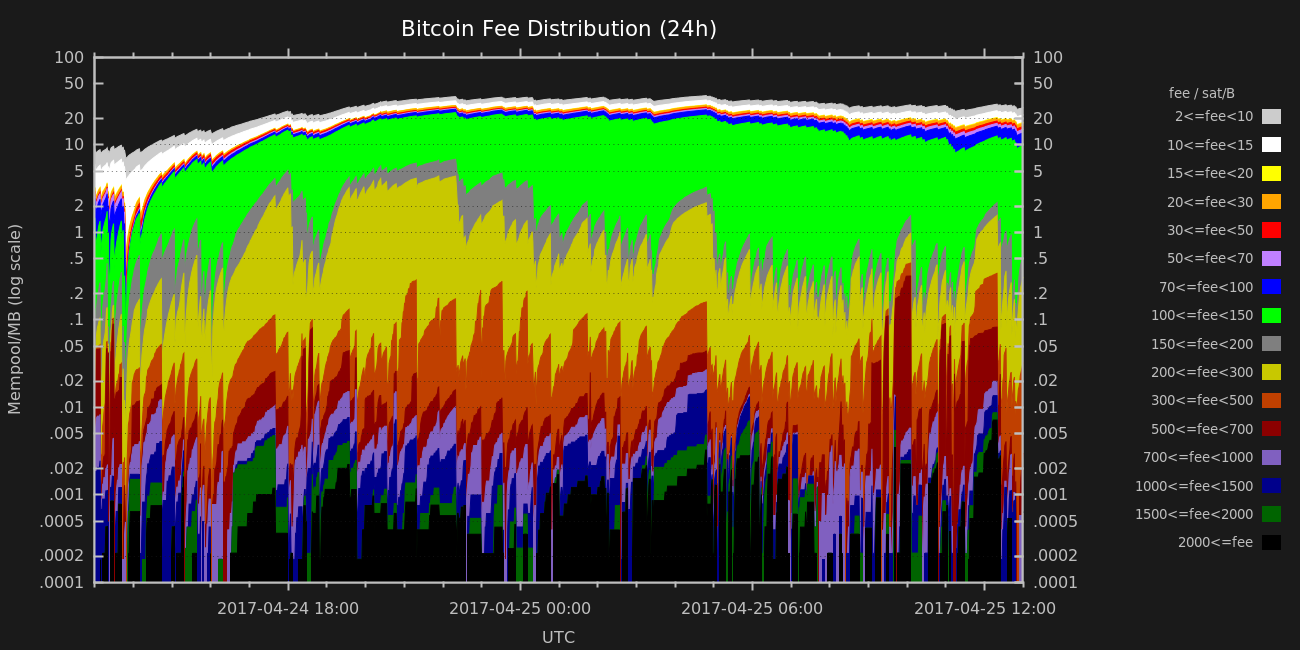 Bitcoin Fee Distribution (24h)
100
50
20
10
5
2
1
.5
.2
.1
.05
.02
.01
.005
.002
.001
.0005
.0002
.0001
Mempool/MB (log scale)
100
50
20
10
5
2
1
.5
.2
.1
.05
.02
.01
.005
.002
.001
.0005
.0002
.0001
2017-04-24 18:00
2017-04-25 00:00
2017-04-25 06:00
2017-04-25 12:00
UTC
fee / sat/B
2<=fee<10
10<=fee<15
15<=fee<20
20<=fee<30
30<=fee<50
50<=fee<70
70<=fee<100
100<=fee<150
150<=fee<200
200<=fee<300
300<=fee<500
500<=fee<700
700<=fee<1000
1000<=fee<1500
1500<=fee<2000
2000<=fee